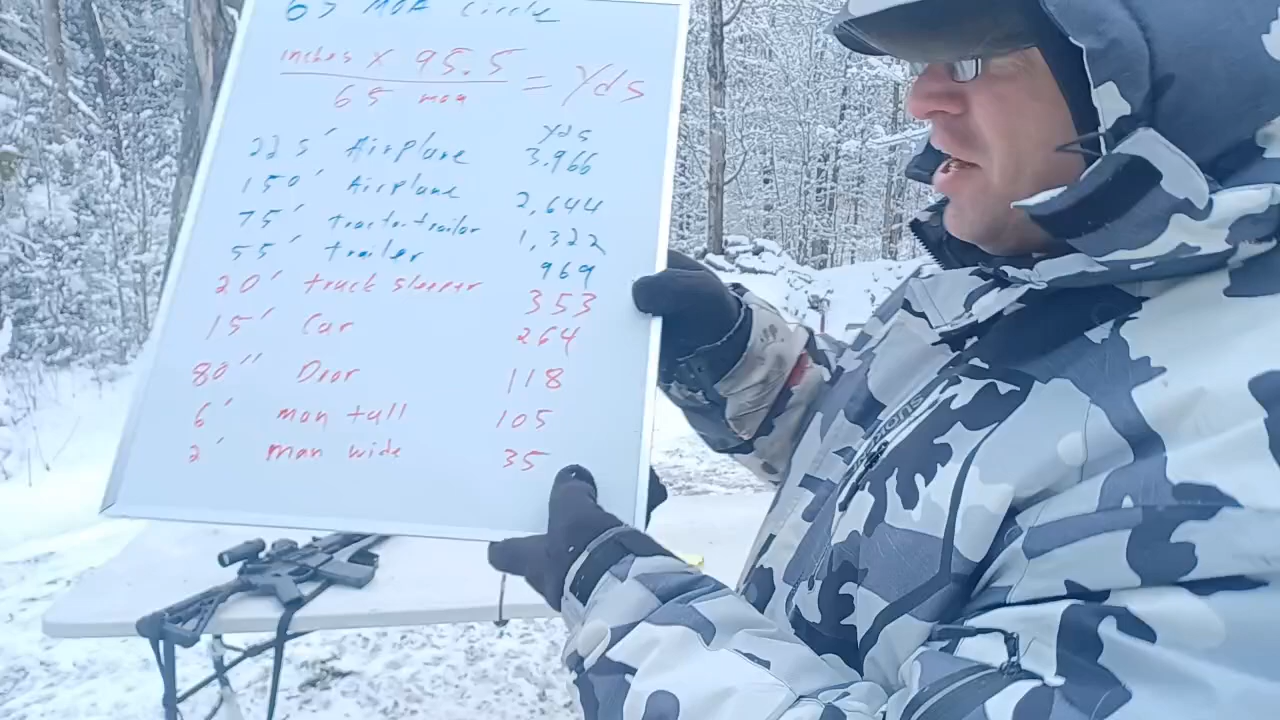 65 MOA Circle
inches X 95.5
65 moa
= Yds
Yds
225' Airplane 3,966
150' Airplane 2,644
75' tractor trailor 1,322
55' trailer 969
20' truck sleeper 353
15' Car 264
80" Door 118
6' man tall 105
2' man wide 35